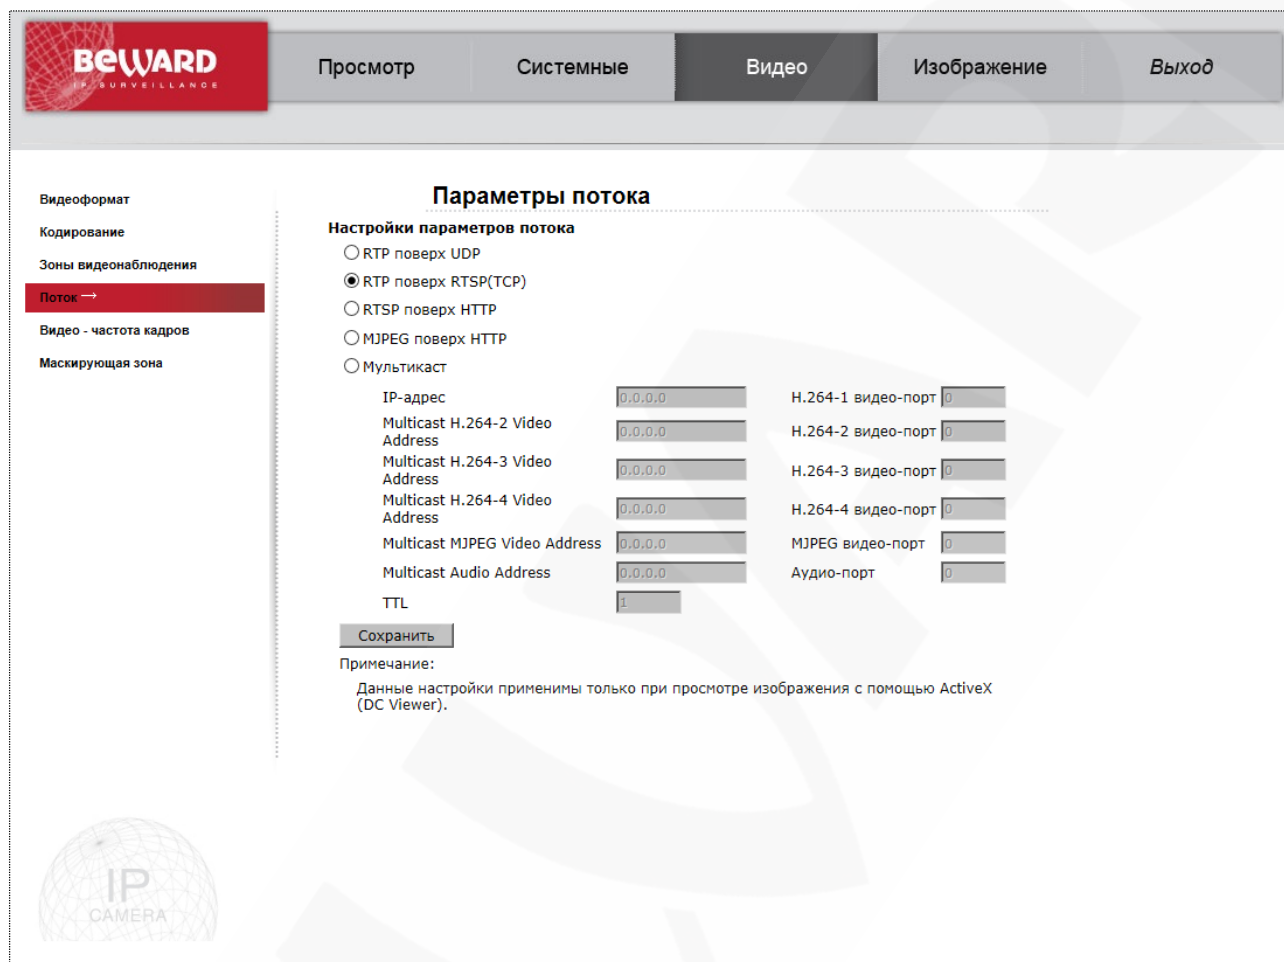 BEWARD
IP SURVEILLANCE
Просмотр Системные Видео Изображение Выход
Видеоформат
Кодирование
Зоны видеонаблюдения
Поток →
Видео - частота кадров
Маскирующая зона
Параметры потока
Настройки параметров потока
RTP поверх UDP
RTP поверх RTSP(TCP)
RTSP поверх HTTP
MJPEG поверх HTTP
Мультикаст
IP-адрес 0.0.0.0 H.264-1 видео-порт 0
Multicast H.264-2 Video
Address 0.0.0.0 H.264-2 видео-порт 0
Multicast H.264-3 Video
Address 0.0.0.0 H.264-3 видео-порт 0
Multicast H.264-4 Video
Address 0.0.0.0 H.264-4 видео-порт 0
Multicast MJPEG Video Address 0.0.0.0 MJPEG видео-порт 0
Multicast Audio Address 0.0.0.0 Аудио-порт 0
TTL 1
Сохранить
Примечание:
Данные настройки применимы только при просмотре изображения с помощью ActiveX
(DC Viewer).
IP
CAMERA